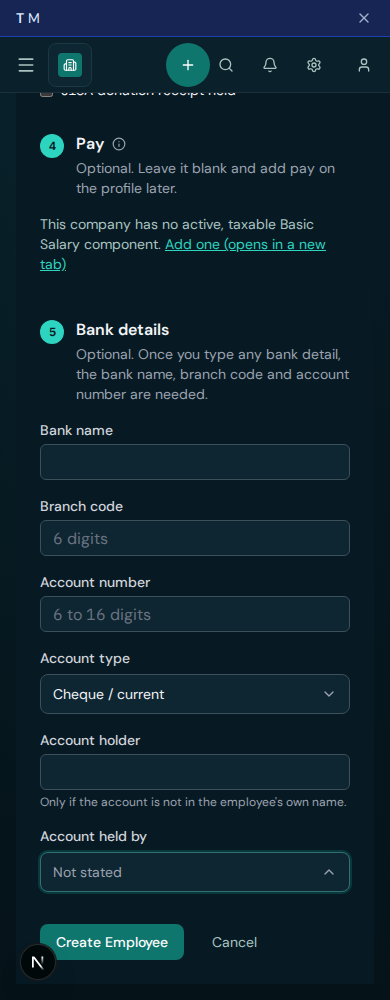 T M
S18A donation receipt held
4
Pay
Optional. Leave it blank and add pay on
the profile later.
This company has no active, taxable Basic
Salary component. Add one (opens in a new
tab)
5
Bank details
Optional. Once you type any bank detail,
the bank name, branch code and account
number are needed.
Bank name
Branch code
6 digits
Account number
6 to 16 digits
Account type
Cheque / current
Account holder
Only if the account is not in the employee's own name.
Account held by
Not stated
Create Employee
Cancel
N